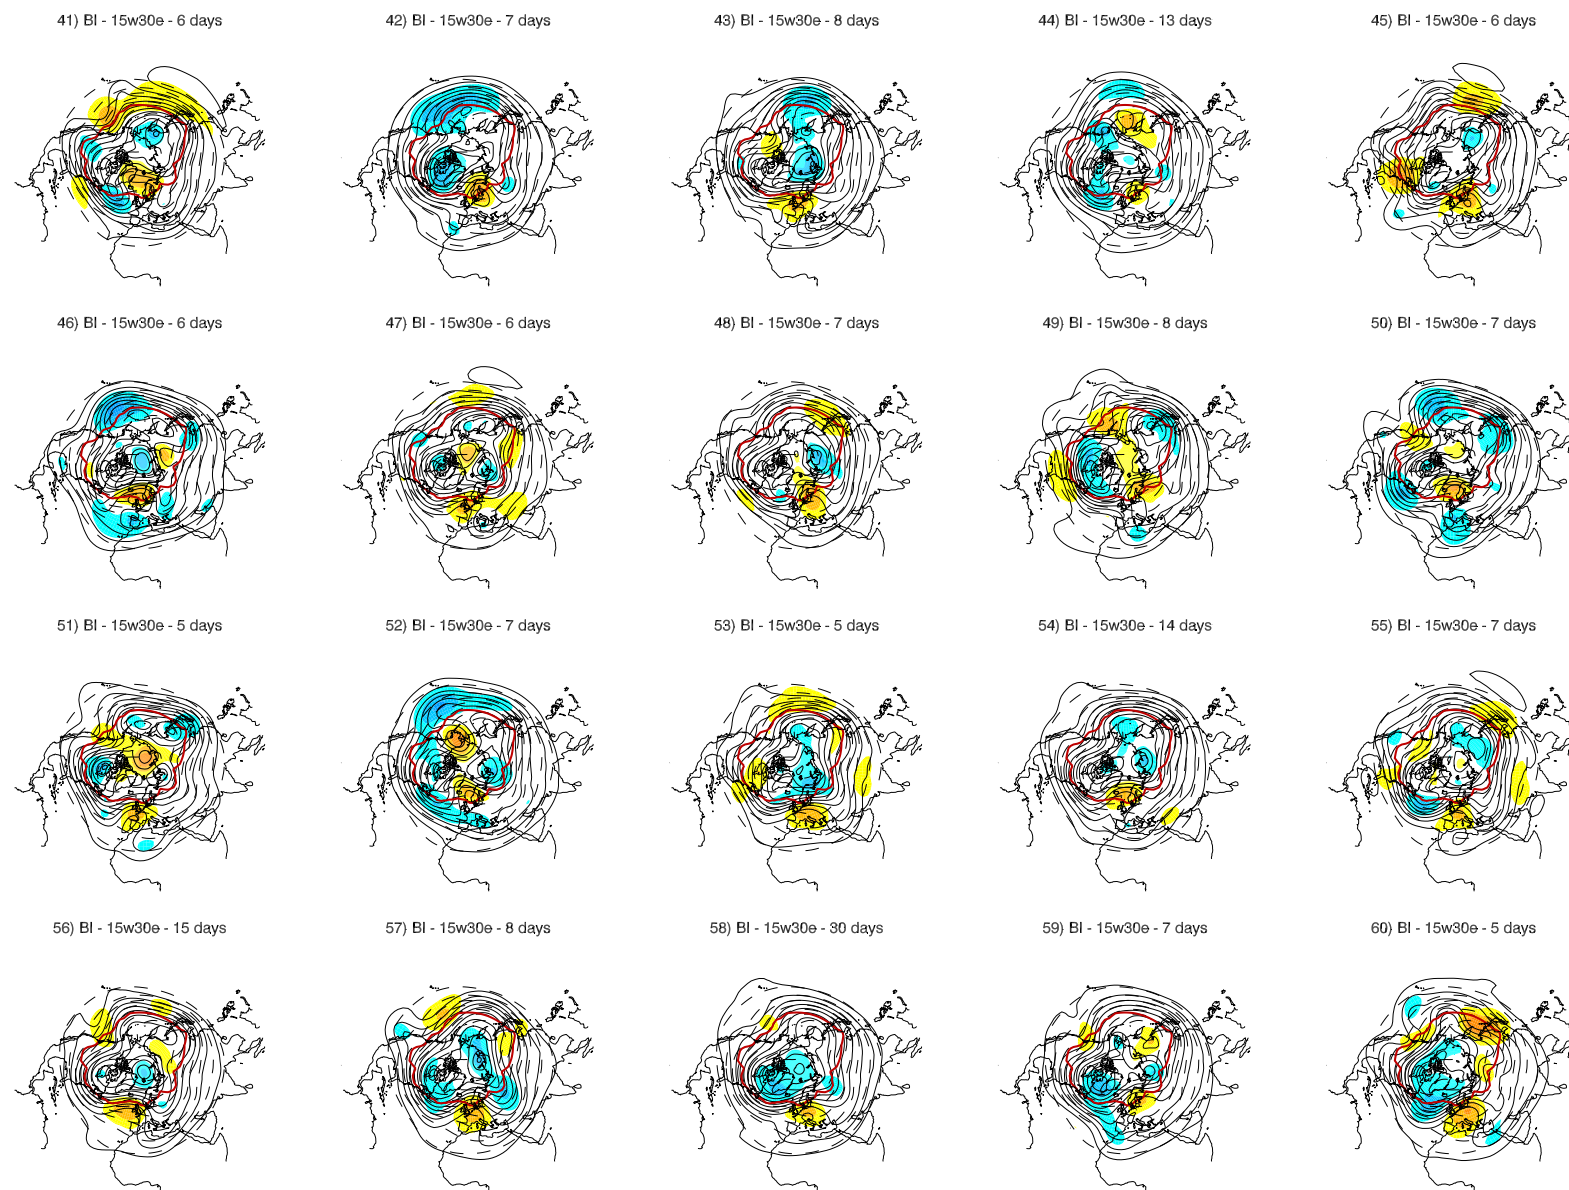 41) BI - 15w30e - 6 days
42) BI - 15w30e - 7 days
43) BI - 15w30e - 8 days
44) BI - 15w30e - 13 days
45) BI - 15w30e - 6 days
46) BI - 15w30e - 6 days
47) BI - 15w30e - 6 days
48) BI - 15w30e - 7 days
49) BI - 15w30e - 8 days
50) BI - 15w30e - 7 days
51) BI - 15w30e - 5 days
52) BI - 15w30e - 7 days
53) BI - 15w30e - 5 days
54) BI - 15w30e - 14 days
55) BI - 15w30e - 7 days
56) BI - 15w30e - 15 days
57) BI - 15w30e - 8 days
58) BI - 15w30e - 30 days
59) BI - 15w30e - 7 days
60) BI - 15w30e - 5 days